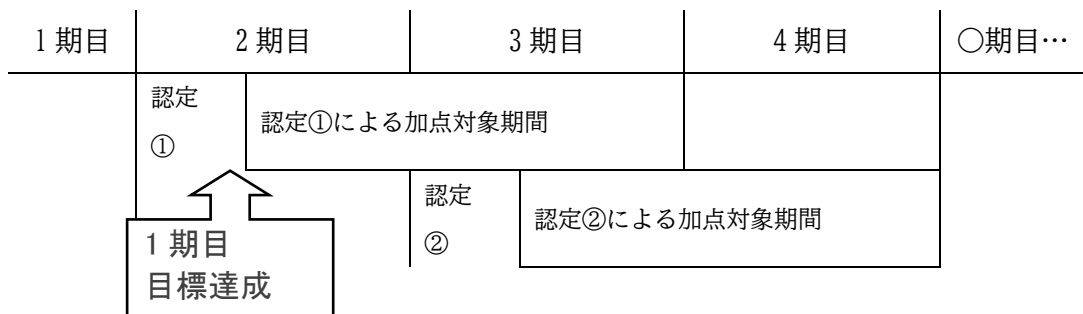 1 期目 2 期目 3 期目 4 期目 ○期目…
認定
①
認定①による加点対象期間
認定
②
認定②による加点対象期間
1 期目
目標達成